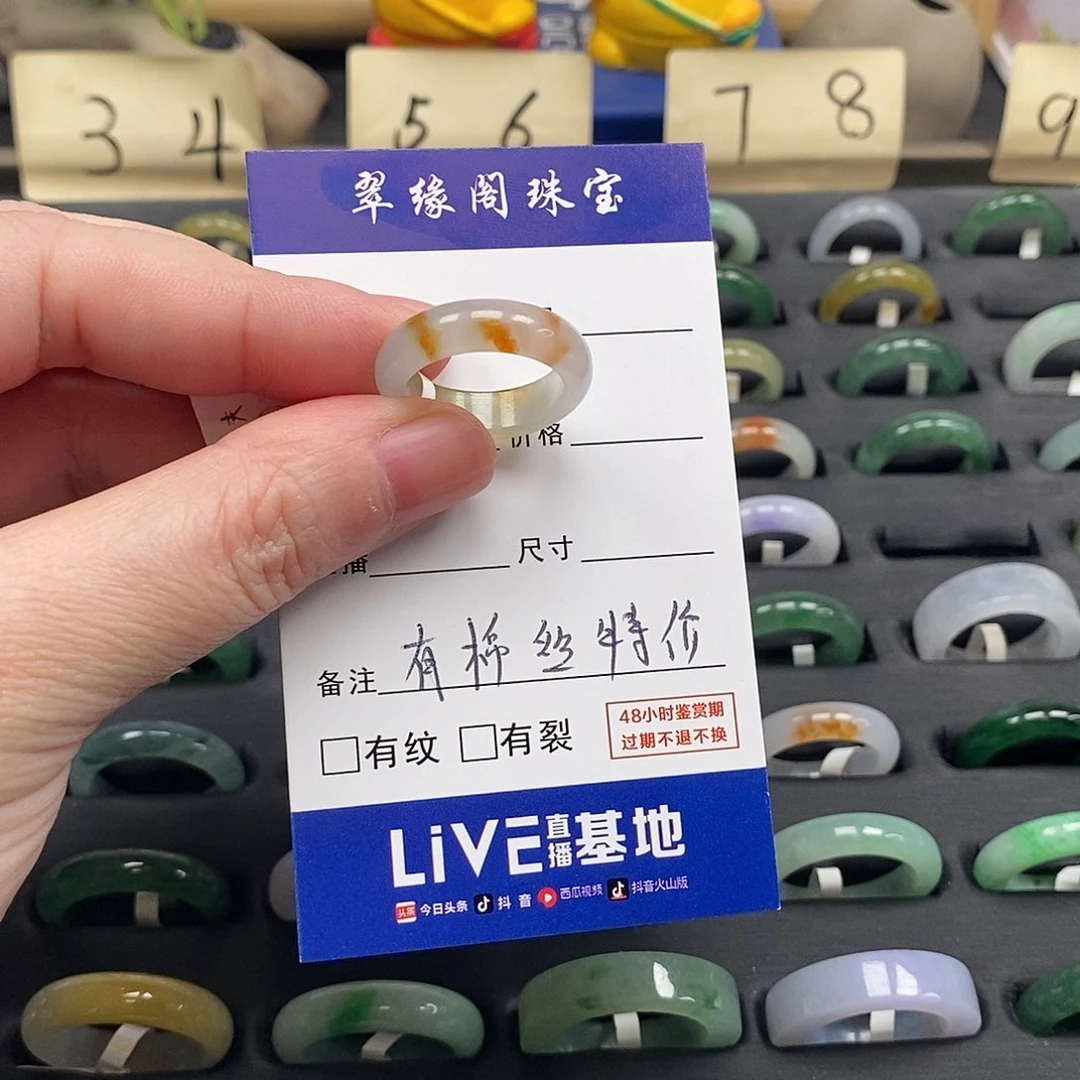 3 4
5 6
7 8
9
翠缘阁珠宝
价格
播 尺寸
备注 有棉丝特价
□有纹 □有裂
48小时鉴赏期
过期不退不换
LiVE直播基地
头条 今日头条 抖音 西瓜视频 抖音火山版